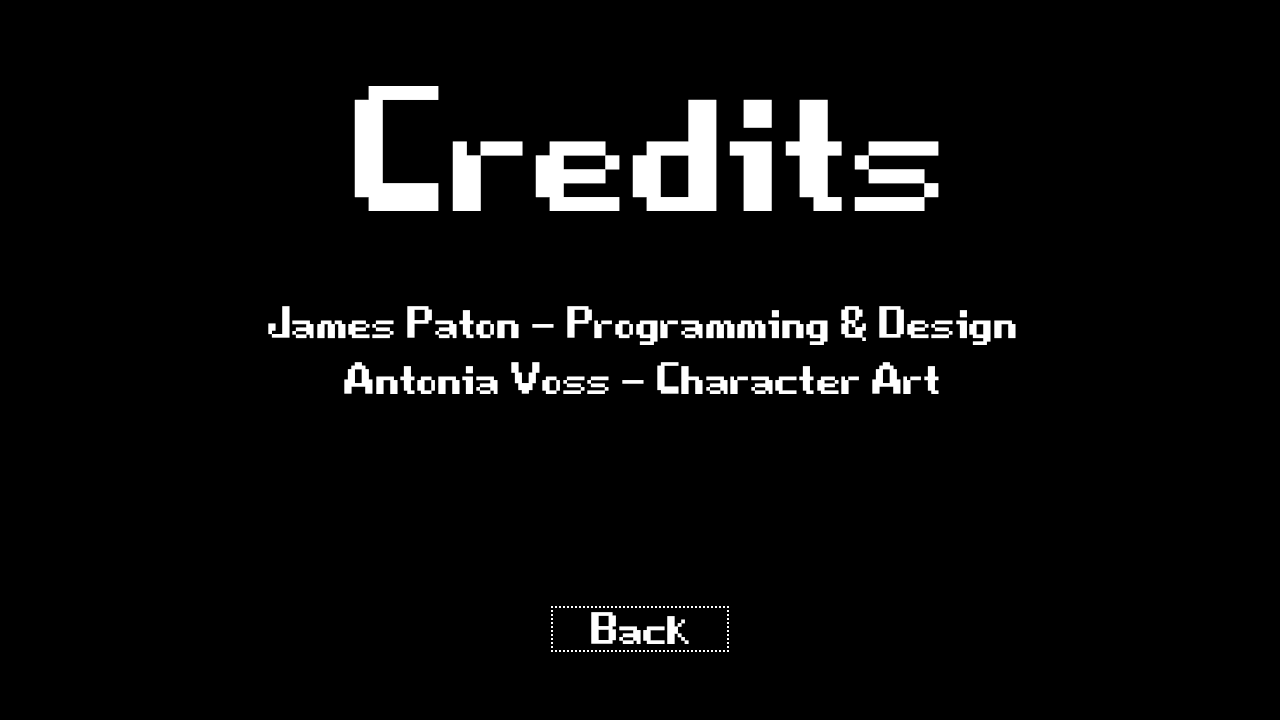 Credits
James Paton - Programming & Design
Antonia Voss - Character Art
Back